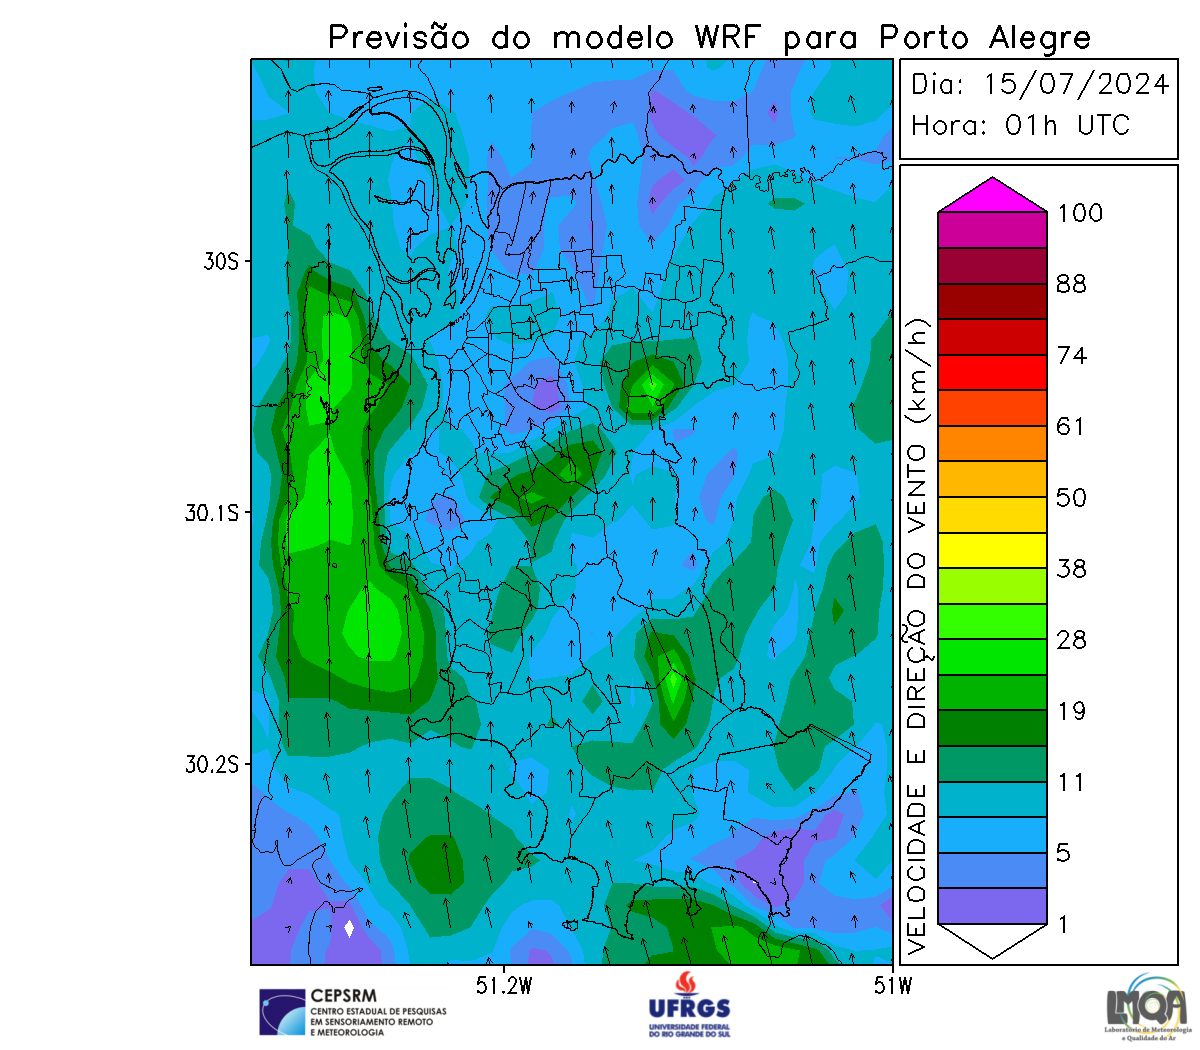 Previsão do modelo WRF para Porto Alegre
Dia: 15/07/2024
Hora: 01h UTC
VELOCIDADE E DIREÇÃO DO VENTO (km/h)
100
88
74
61
50
38
28
19
11
5
1
30S
30.1S
30.2S
51.2W
51W
CEPSRM
CENTRO ESTADUAL DE PESQUISAS
EM SENSORIAMENTO REMOTO
E METEOROLOGIA
UFRGS
UNIVERSIDADE FEDERAL
DO RIO GRANDE DO SUL
LMQA
Laboratório de Meteorologia
e Qualidade do Ar